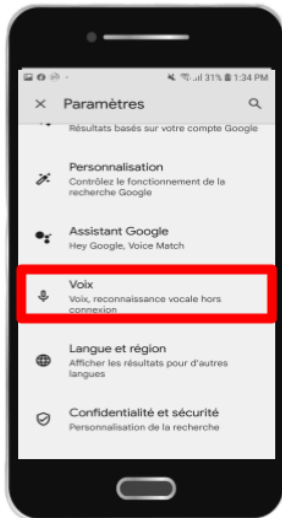 31% 1:34 PM
Paramètres
Résultats basés sur votre compte Google
Personnalisation
Contrôlez le fonctionnement de la
recherche Google
Assistant Google
Hey Google, Voice Match
Voix
Voix, reconnaissance vocale hors
connexion
Langue et région
Afficher les résultats pour d'autres
langues
Confidentialité et sécurité
Personnalisation de la recherche